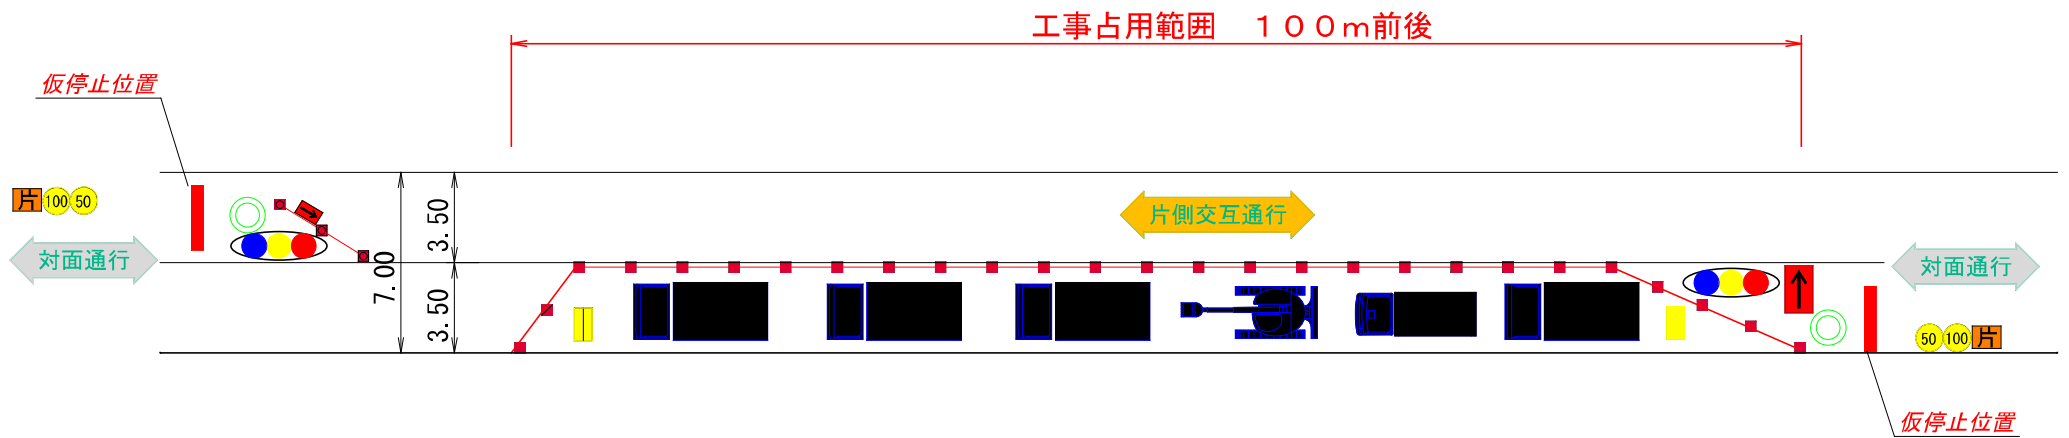 工事占用範囲　１００ｍ前後
仮停止位置
片 100 50
対面通行
7.00
3.50
3.50
片側交互通行
対面通行
50 100 片
仮停止位置